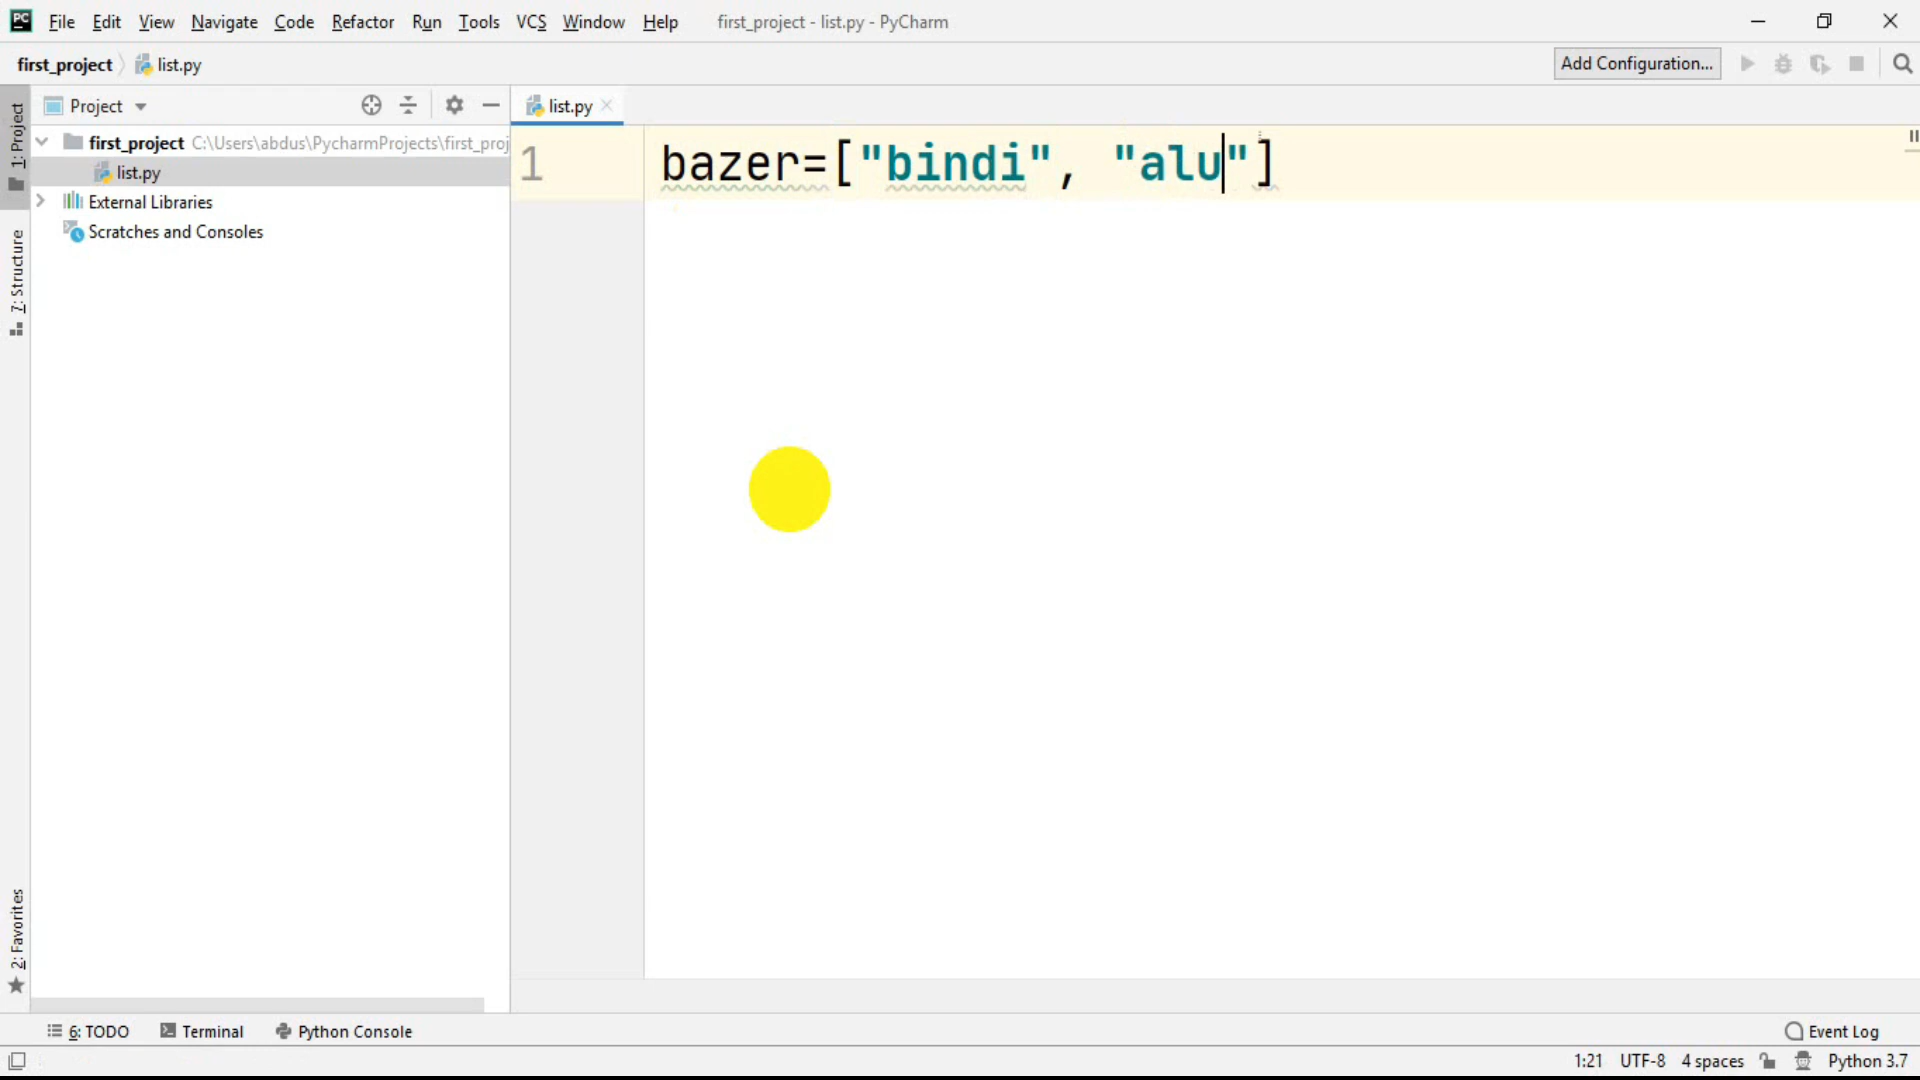 PC File Edit View Navigate Code Refactor Run Tools VCS Window Help first_project - list.py - PyCharm
first_project list.py Add Configuration...
Project list.py
1: Project
first_project C:\Users\abdus\PycharmProjects\first_proj
list.py
External Libraries
Scratches and Consoles
7: Structure
1 bazer=["bindi", "alu"]
2: Favorites
6: TODO Terminal Python Console Event Log
1:21 UTF-8 4 spaces Python 3.7